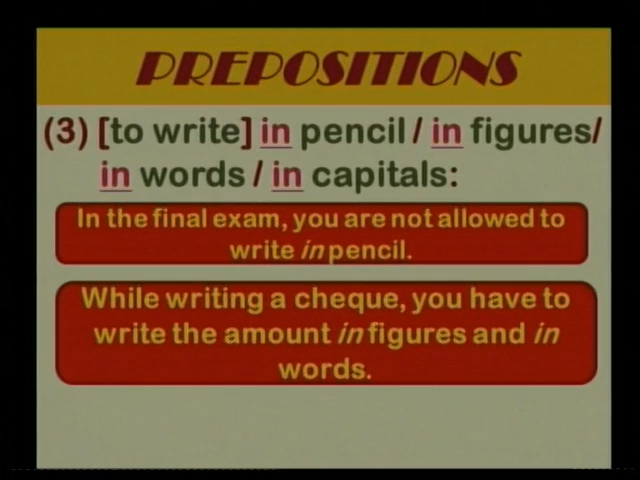 PREPOSITIONS
(3) [to write] in pencil / in figures/
in words / in capitals:
In the final exam, you are not allowed to
write in pencil.
While writing a cheque, you have to
write the amount in figures and in
words.